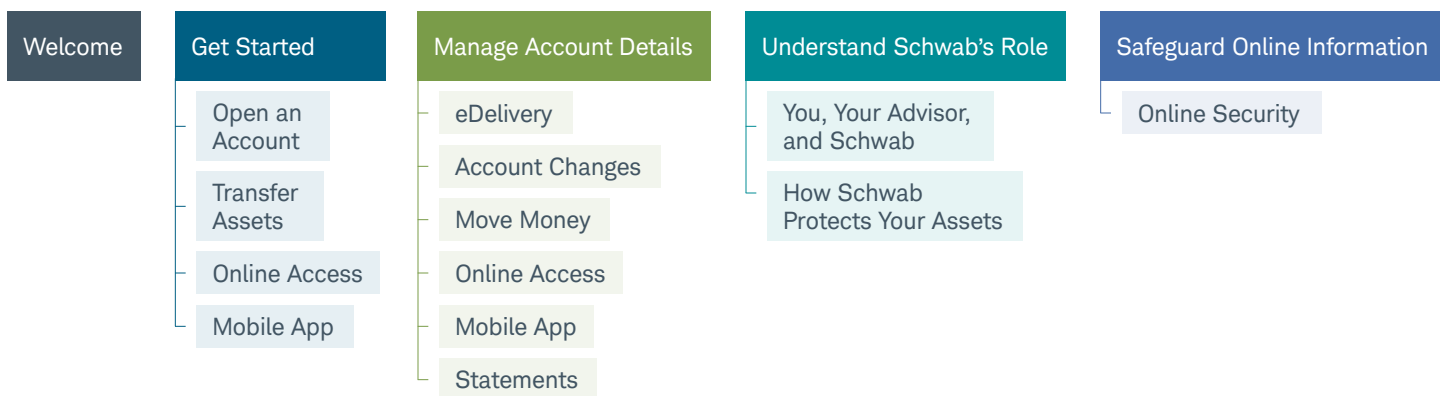 Welcome
Get Started
Open an
Account
Transfer
Assets
Online Access
Mobile App
Manage Account Details
eDelivery
Account Changes
Move Money
Online Access
Mobile App
Statements
Understand Schwab’s Role
You, Your Advisor,
and Schwab
How Schwab
Protects Your Assets
Safeguard Online Information
Online Security